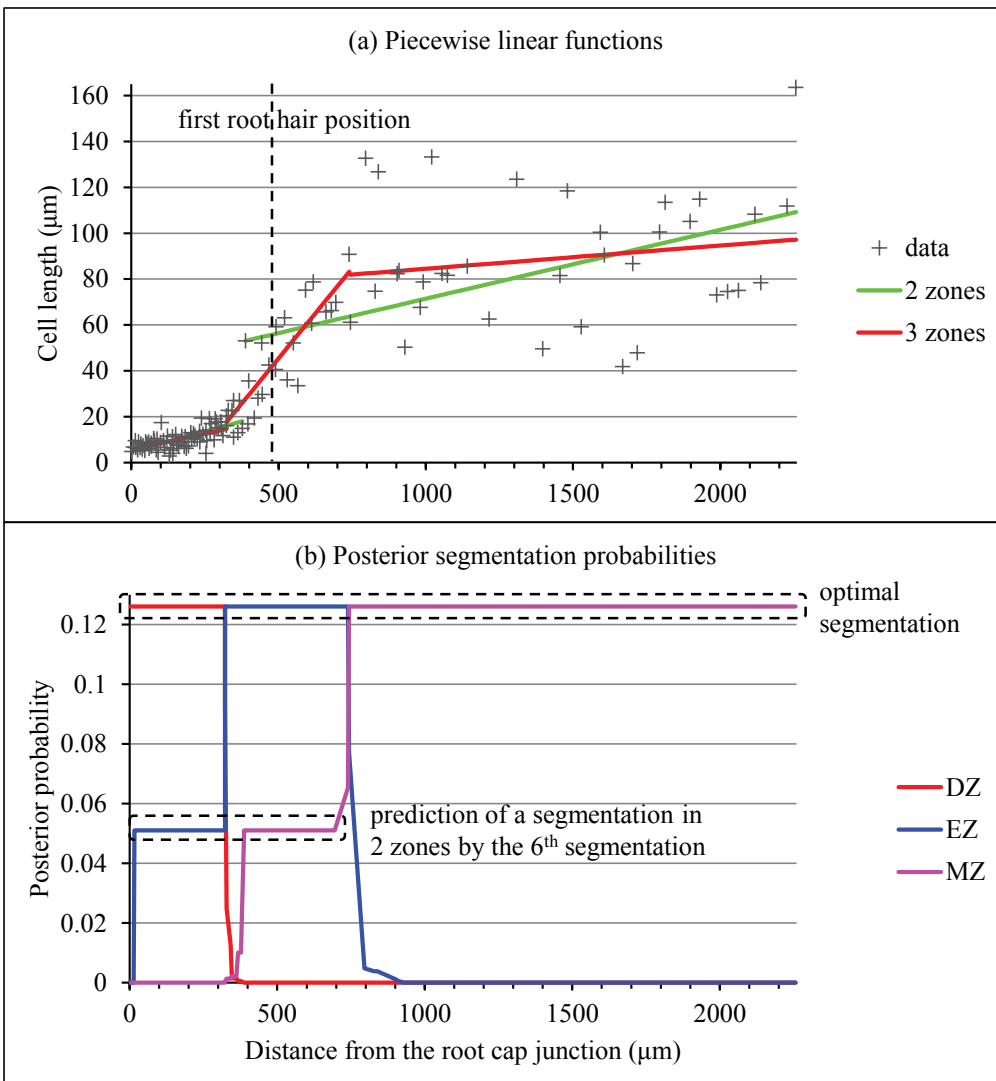 (a) Piecewise linear functions
160
140
120
100
80
60
40
20
0
Cell length (μm)
first root hair position
0 500 1000 1500 2000
data
2 zones
3 zones
(b) Posterior segmentation probabilities
optimal
segmentation
0.12
0.1
0.08
0.06
0.04
0.02
0
Posterior probability
prediction of a segmentation in
2 zones by the 6th segmentation
DZ
EZ
MZ
0 500 1000 1500 2000
Distance from the root cap junction (μm)